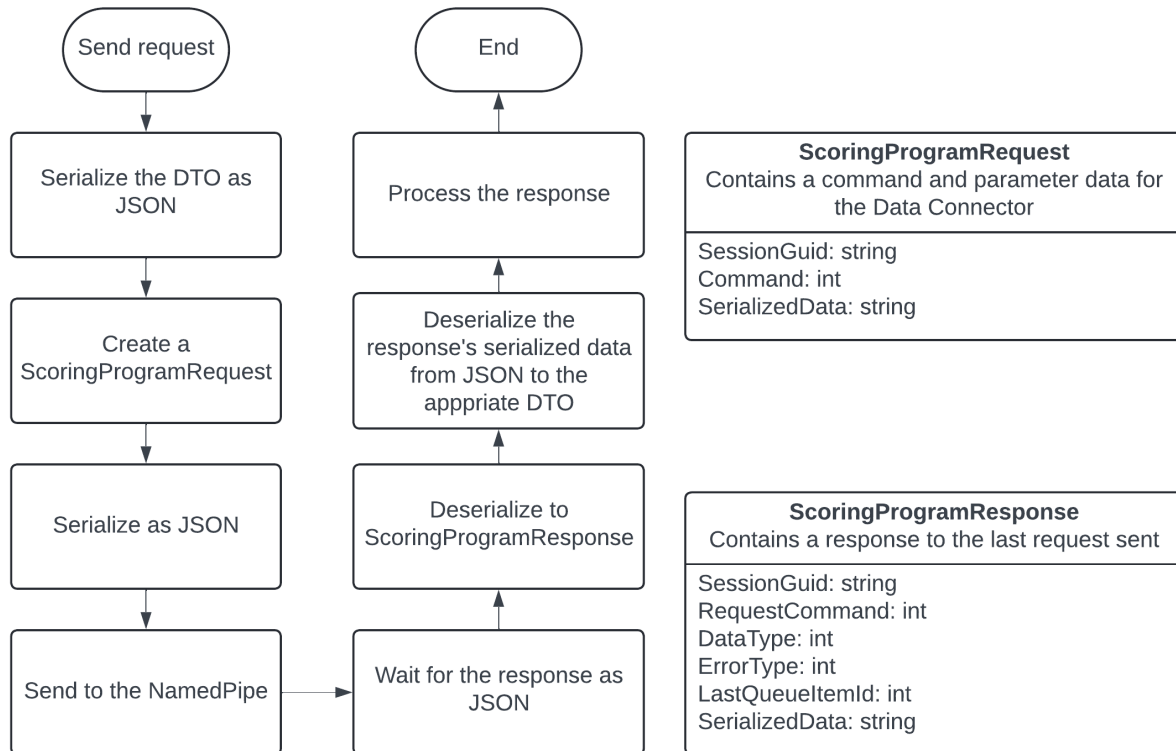 Send request
Serialize the DTO as
JSON
Create a
ScoringProgramRequest
Serialize as JSON
Send to the NamedPipe
Wait for the response as
JSON
Deserialize to
ScoringProgramResponse
Deserialize the
response's serialized data
from JSON to the
apppriate DTO
Process the response
End
ScoringProgramRequest
Contains a command and parameter data for
the Data Connector
SessionGuid: string
Command: int
SerializedData: string
ScoringProgramResponse
Contains a response to the last request sent
SessionGuid: string
RequestCommand: int
DataType: int
ErrorType: int
LastQueueItemId: int
SerializedData: string